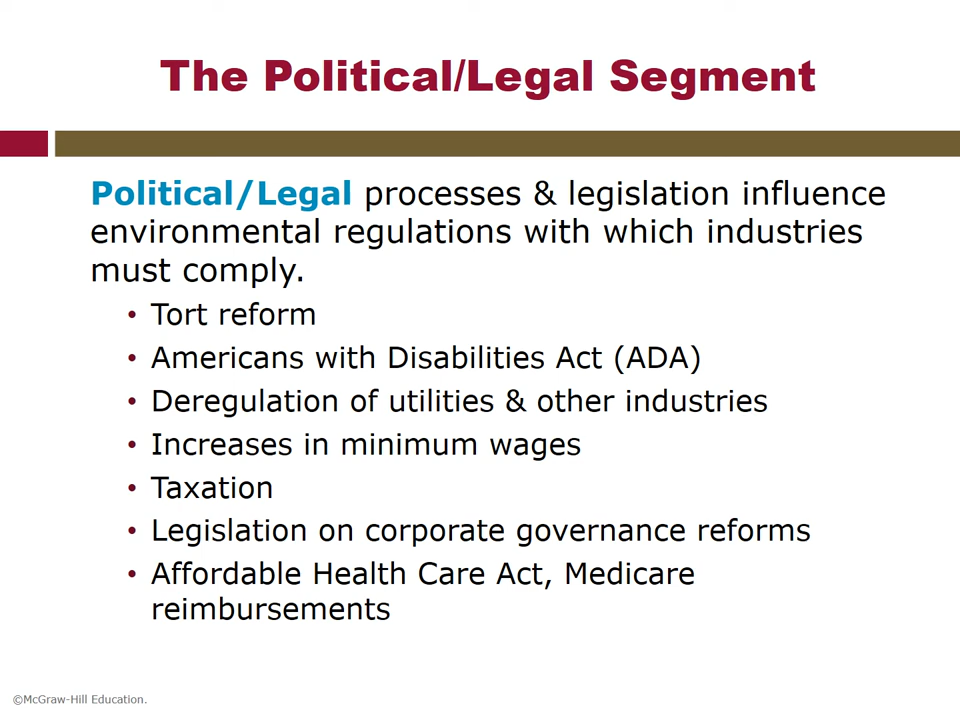 The Political/Legal Segment
Political/Legal processes & legislation influence
environmental regulations with which industries
must comply.
• Tort reform
• Americans with Disabilities Act (ADA)
• Deregulation of utilities & other industries
• Increases in minimum wages
• Taxation
• Legislation on corporate governance reforms
• Affordable Health Care Act, Medicare
reimbursements
©McGraw-Hill Education.